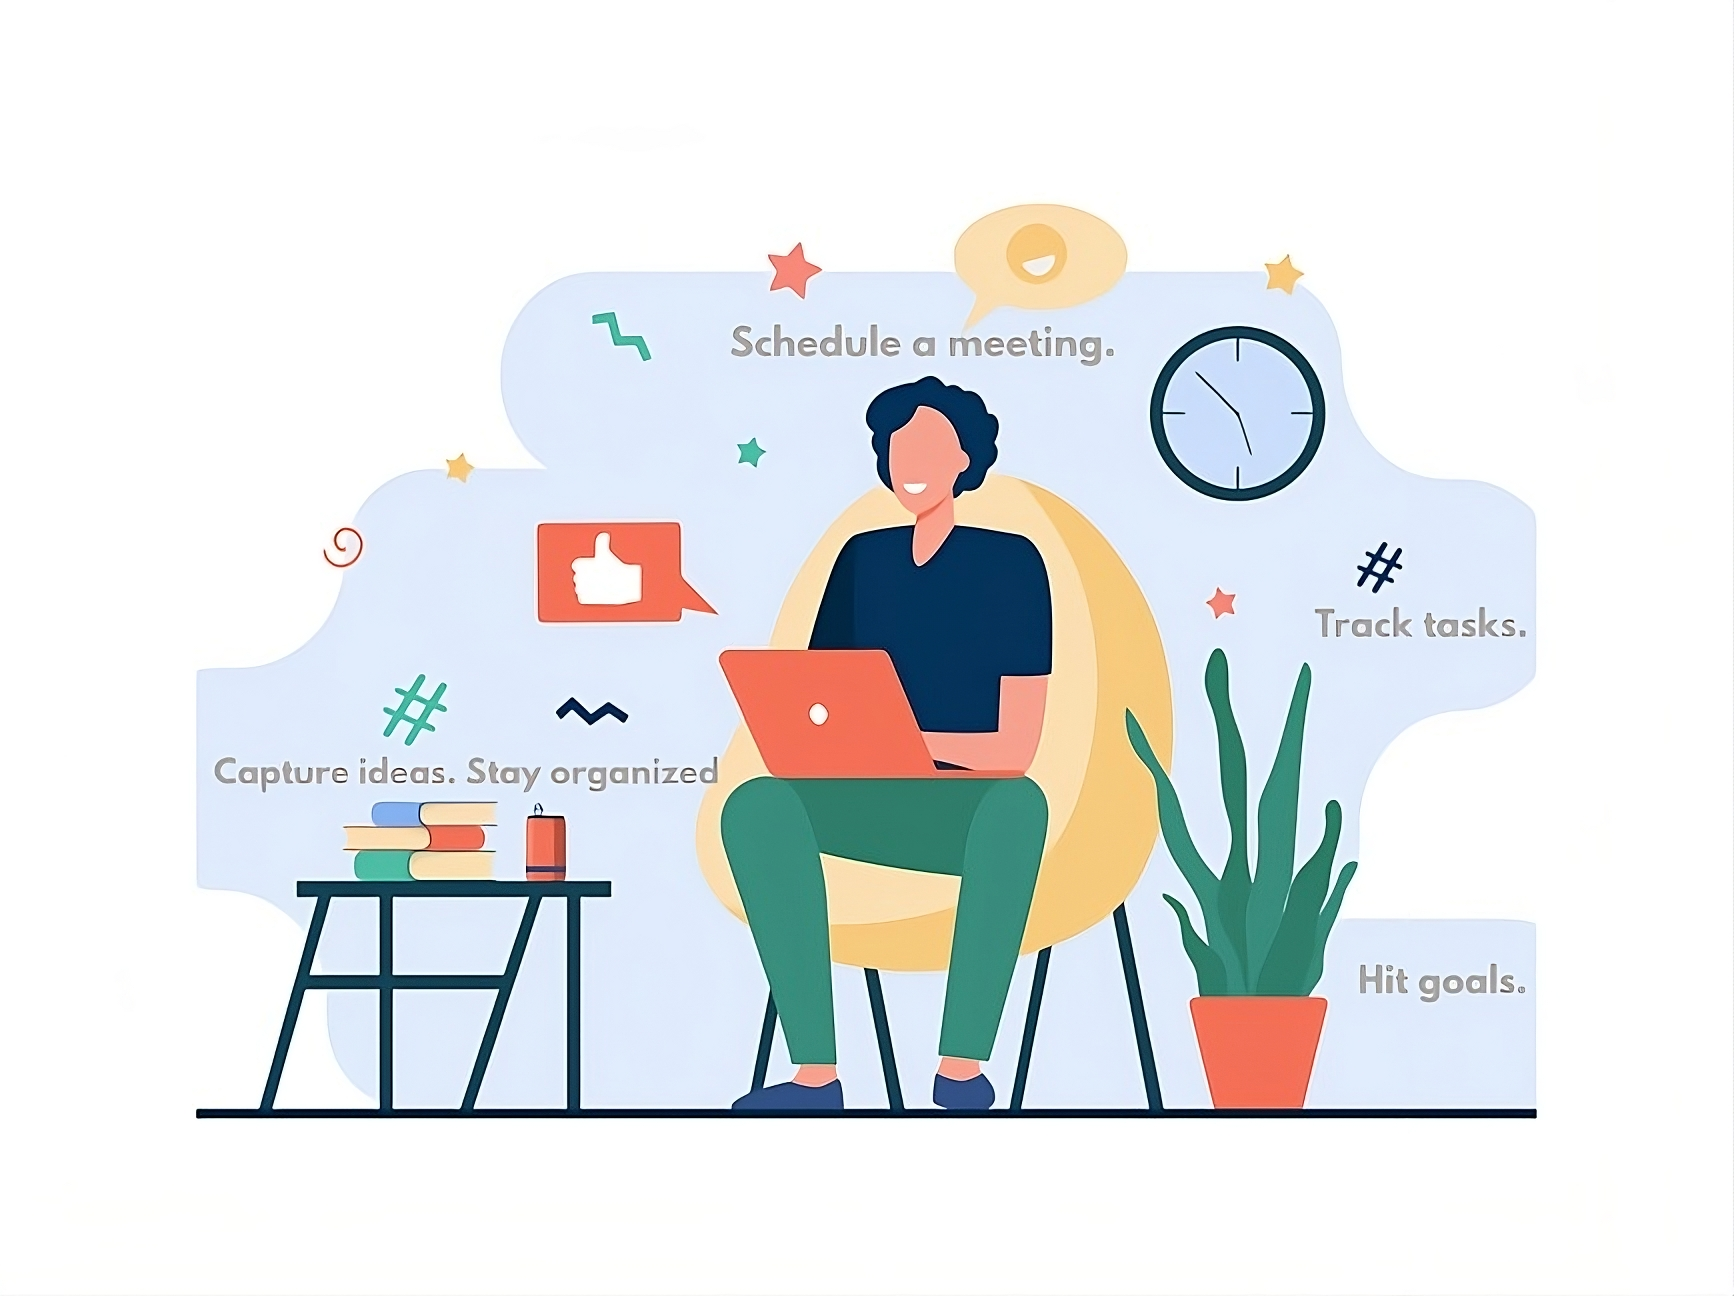 Schedule a meeting.
Track tasks.
Capture ideas. Stay organized
Hit goals.